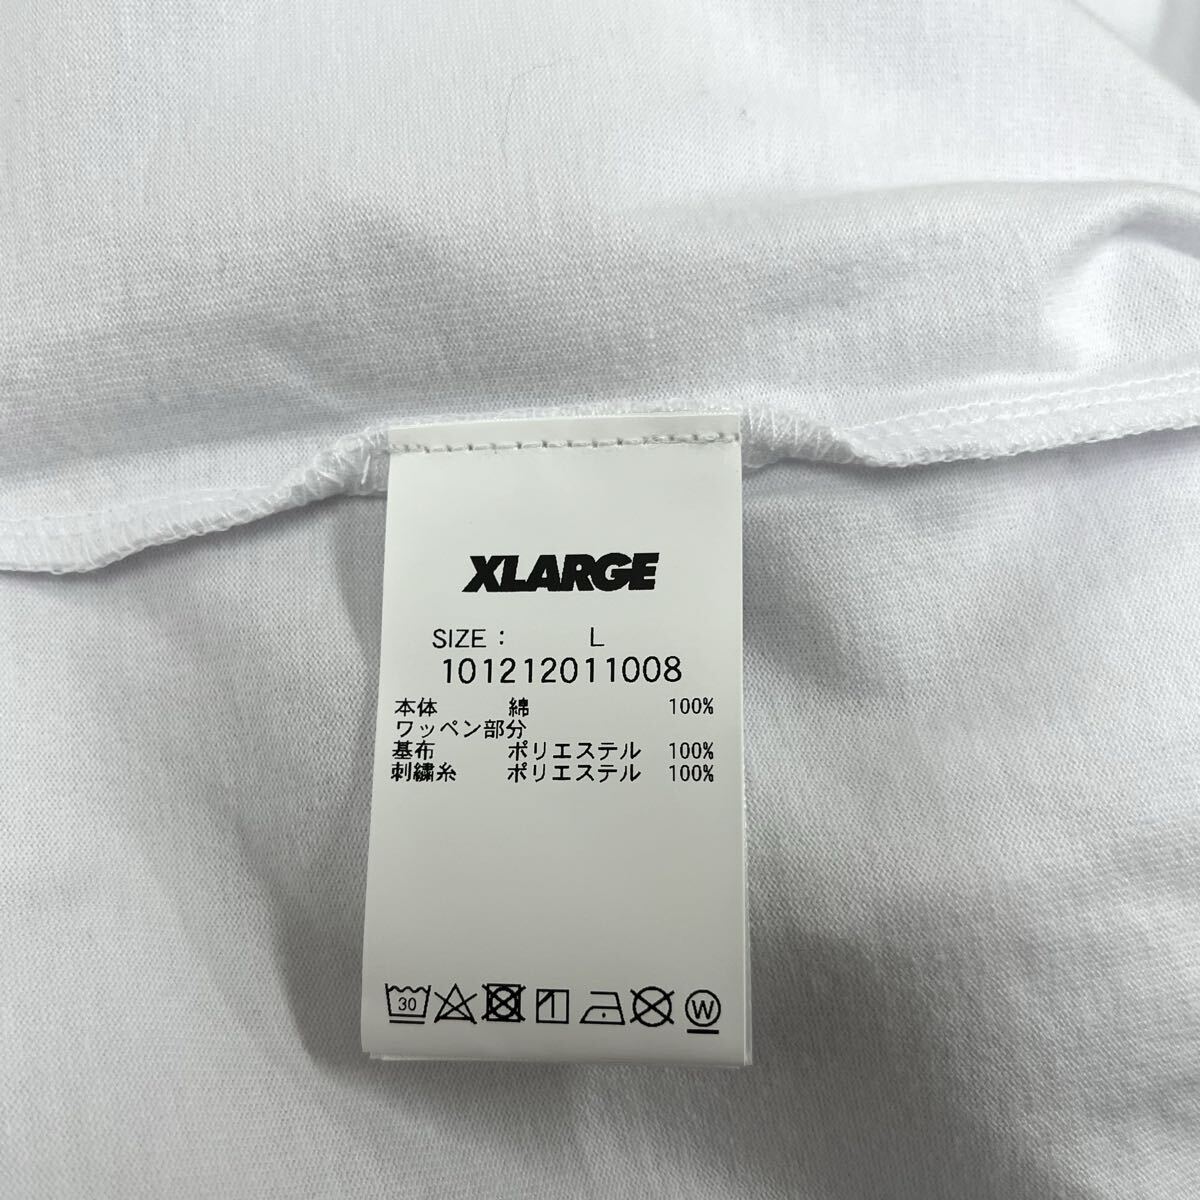 XLARGE
SIZE： L
101212011008
本体 綿 100%
ワッペン部分
基布 ポリエステル 100%
刺繍糸 ポリエステル 100%
30 W